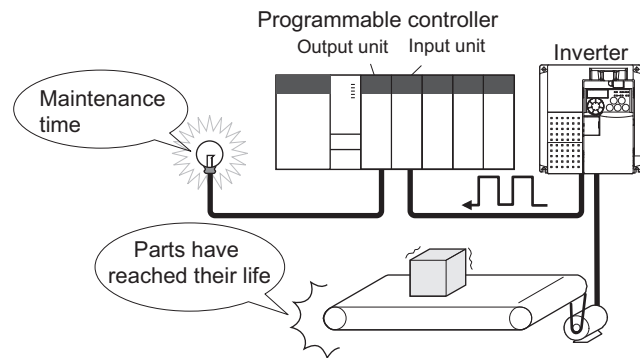 Programmable controller
Output unit
Input unit
Inverter
Maintenance
time
Parts have
reached their life